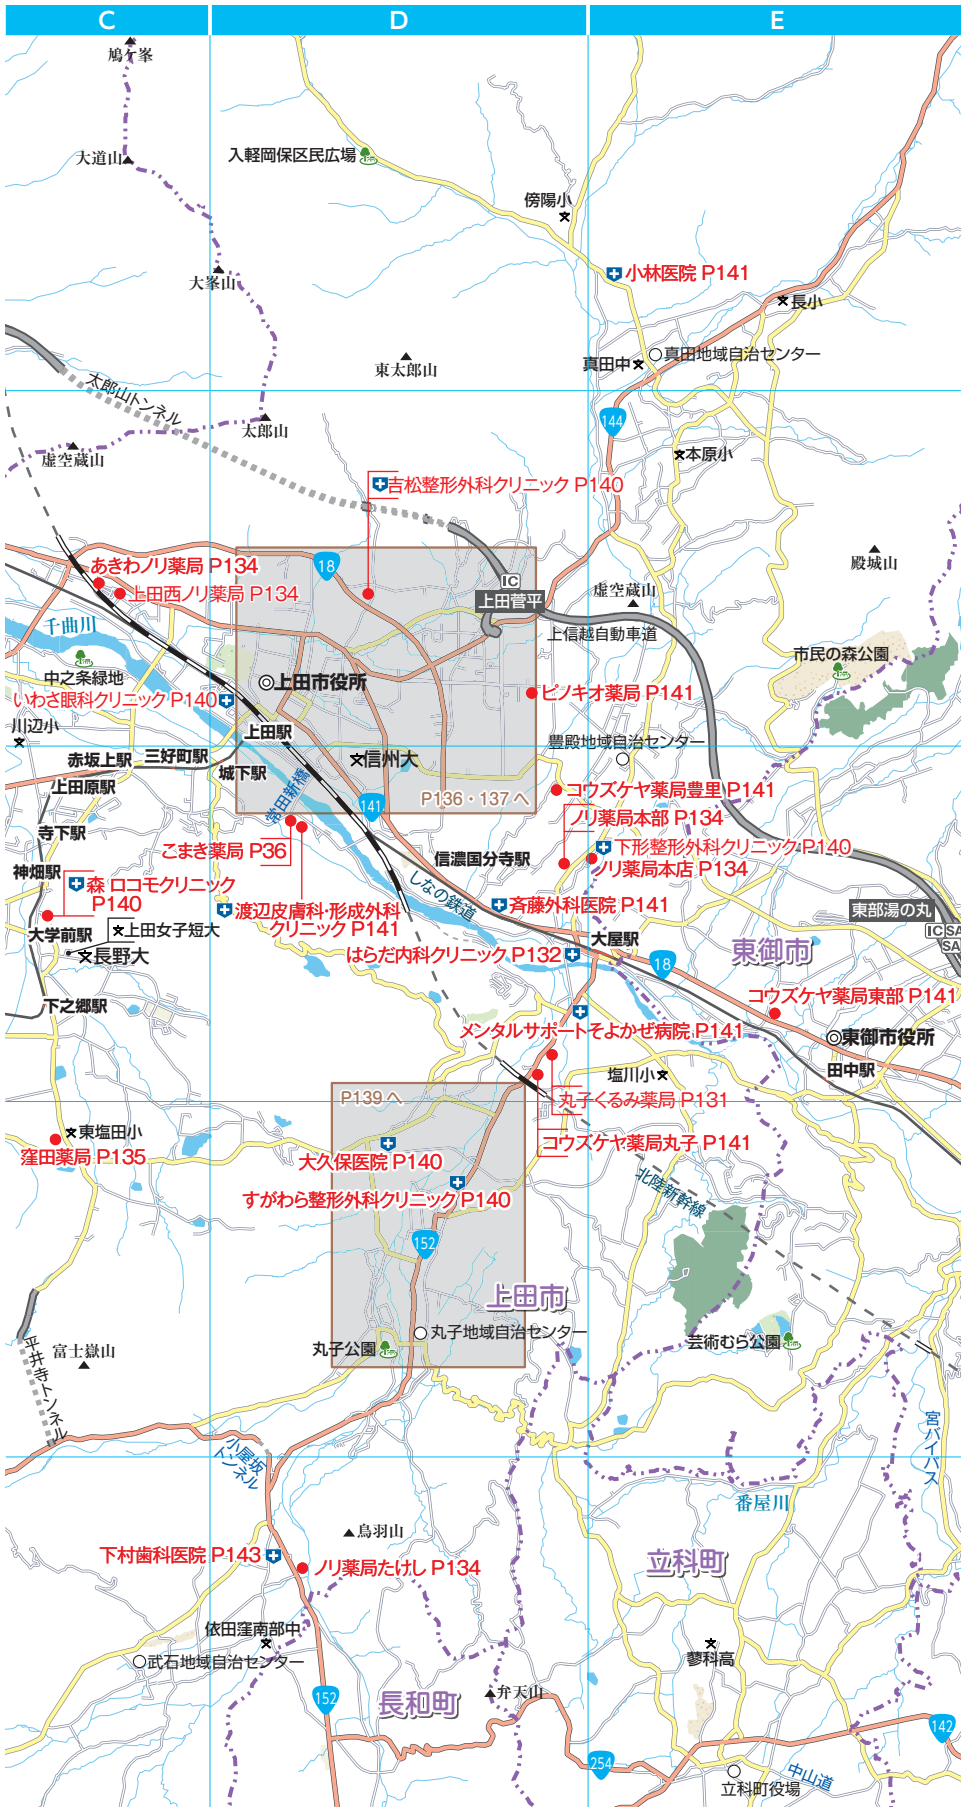 C
D
E
鳩ケ峯
大道山
入軽岡保区民広場
傍陽小
大峯山
小林医院 P141
長小
東太郎山
真田中
真田地域自治センター
太郎山トンネル
太郎山
144
虚空蔵山
本原小
吉松整形外科クリニック P140
殿城山
あきわノリ薬局 P134
18
IC
上田菅平
虚空蔵山
上田西ノリ薬局 P134
千曲川
上信越自動車道
市民の森公園
中之条緑地
上田市役所
ピノキオ薬局 P141
いわさ眼科クリニック P140
川辺小
上田駅
豊殿地域自治センター
赤坂上駅
三好町駅
信州大
城下駅
上田原駅
常田新橋
141
P136・137へ
コウズケヤ薬局豊里 P141
ノリ薬局本部 P134
寺下駅
こまき薬局 P36
信濃国分寺駅
下形整形外科クリニック P140
ノリ薬局本店 P134
神畑駅
森 ロコモクリニック
P140
しなの鉄道
渡辺皮膚科・形成外科
クリニック P141
斉藤外科医院 P141
東部湯の丸
IC SA
SA
大学前駅
上田女子短大
大屋駅
東御市
長野大
はらだ内科クリニック P132
18
下之郷駅
コウズケヤ薬局東部 P141
メンタルサポートそよかぜ病院 P141
東御市役所
塩川小
田中駅
P139へ
丸子くるみ薬局 P131
東塩田小
窪田薬局 P135
大久保医院 P140
コウズケヤ薬局丸子 P141
すがわら整形外科クリニック P140
北陸新幹線
152
上田市
丸子地域自治センター
平井寺トンネル
富士嶽山
丸子公園
芸術むら公園
宮バイパス
小屋坂
トンネル
番屋川
鳥羽山
下村歯科医院 P143
ノリ薬局たけし P134
立科町
依田窪南部中
武石地域自治センター
蓼科高
152
長和町
弁天山
142
254
中山道
立科町役場